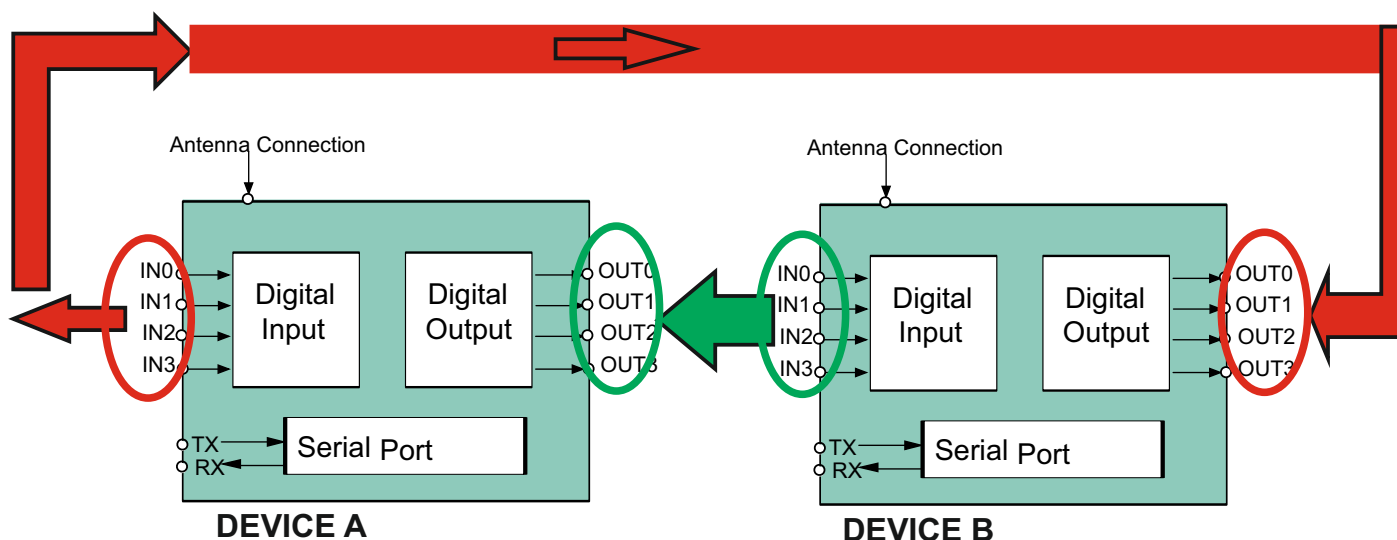 Antenna Connection
IN0
IN1
IN2
IN3
Digital
Input
Digital
Output
OUT0
OUT1
OUT2
OUT3
TX
RX
Serial Port
DEVICE A
Antenna Connection
IN0
IN1
IN2
IN3
Digital
Input
Digital
Output
OUT0
OUT1
OUT2
OUT3
TX
RX
Serial Port
DEVICE B